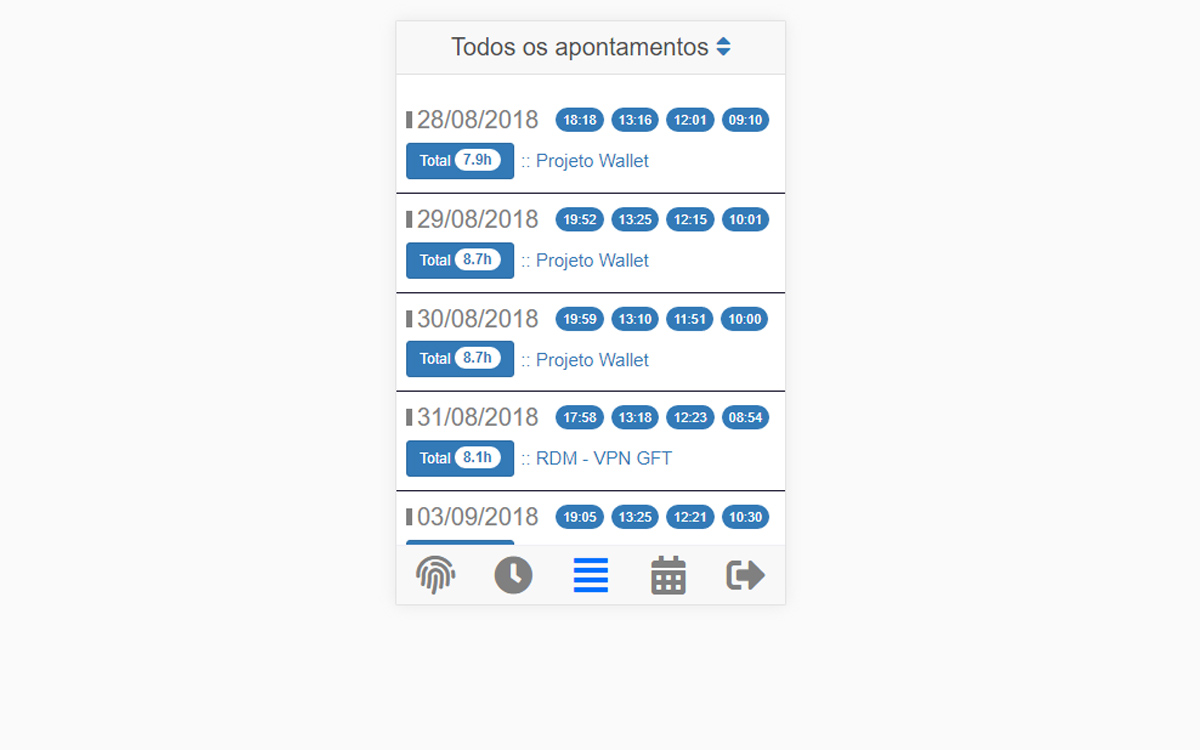 Todos os apontamentos
28/08/2018 18:18 13:16 12:01 09:10
Total 7.9h :: Projeto Wallet
29/08/2018 19:52 13:25 12:15 10:01
Total 8.7h :: Projeto Wallet
30/08/2018 19:59 13:10 11:51 10:00
Total 8.7h :: Projeto Wallet
31/08/2018 17:58 13:18 12:23 08:54
Total 8.1h :: RDM - VPN GFT
03/09/2018 19:05 13:25 12:21 10:30